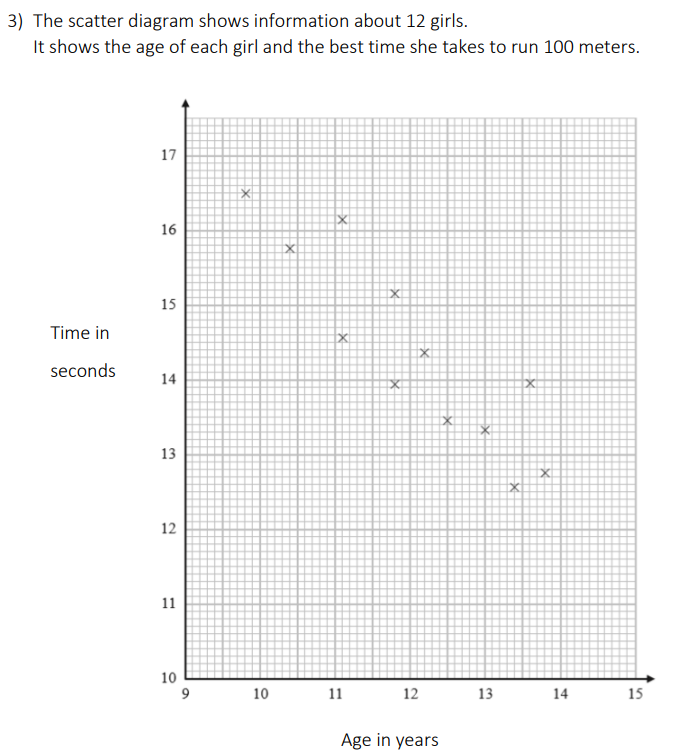 3) The scatter diagram shows information about 12 girls.
It shows the age of each girl and the best time she takes to run 100 meters.
17
16
15
Time in
seconds
14
13
12
11
10
9 10 11 12 13 14 15
Age in years